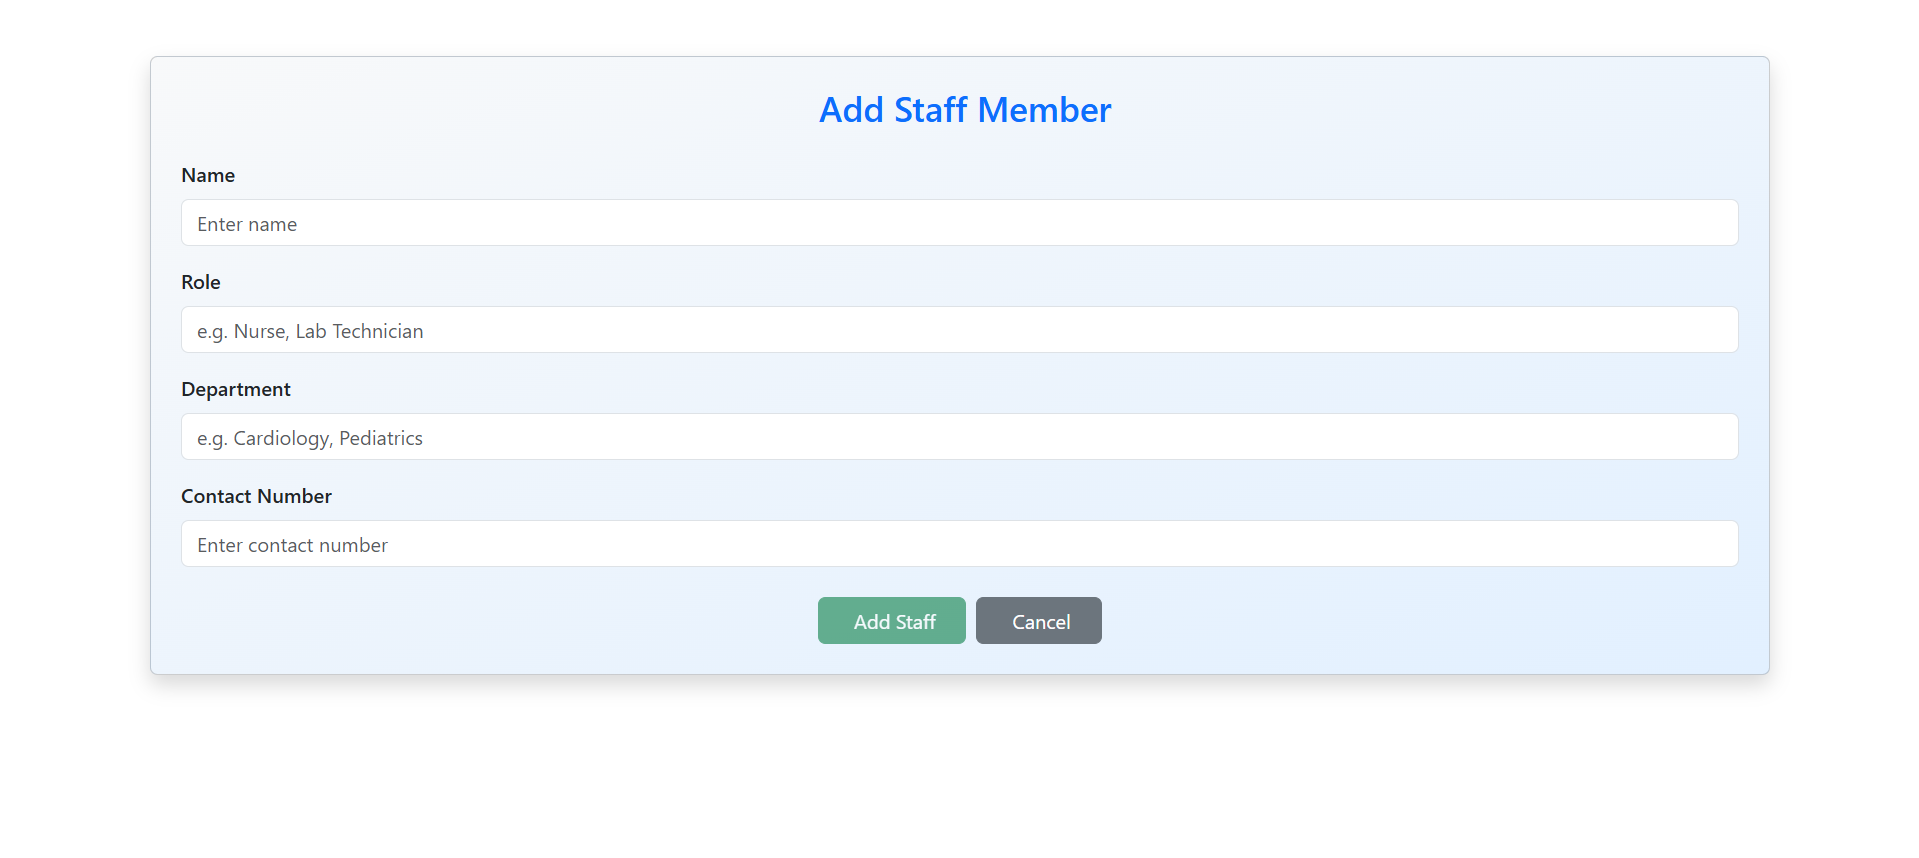 Add Staff Member
Name
Enter name
Role
e.g. Nurse, Lab Technician
Department
e.g. Cardiology, Pediatrics
Contact Number
Enter contact number
Add Staff Cancel